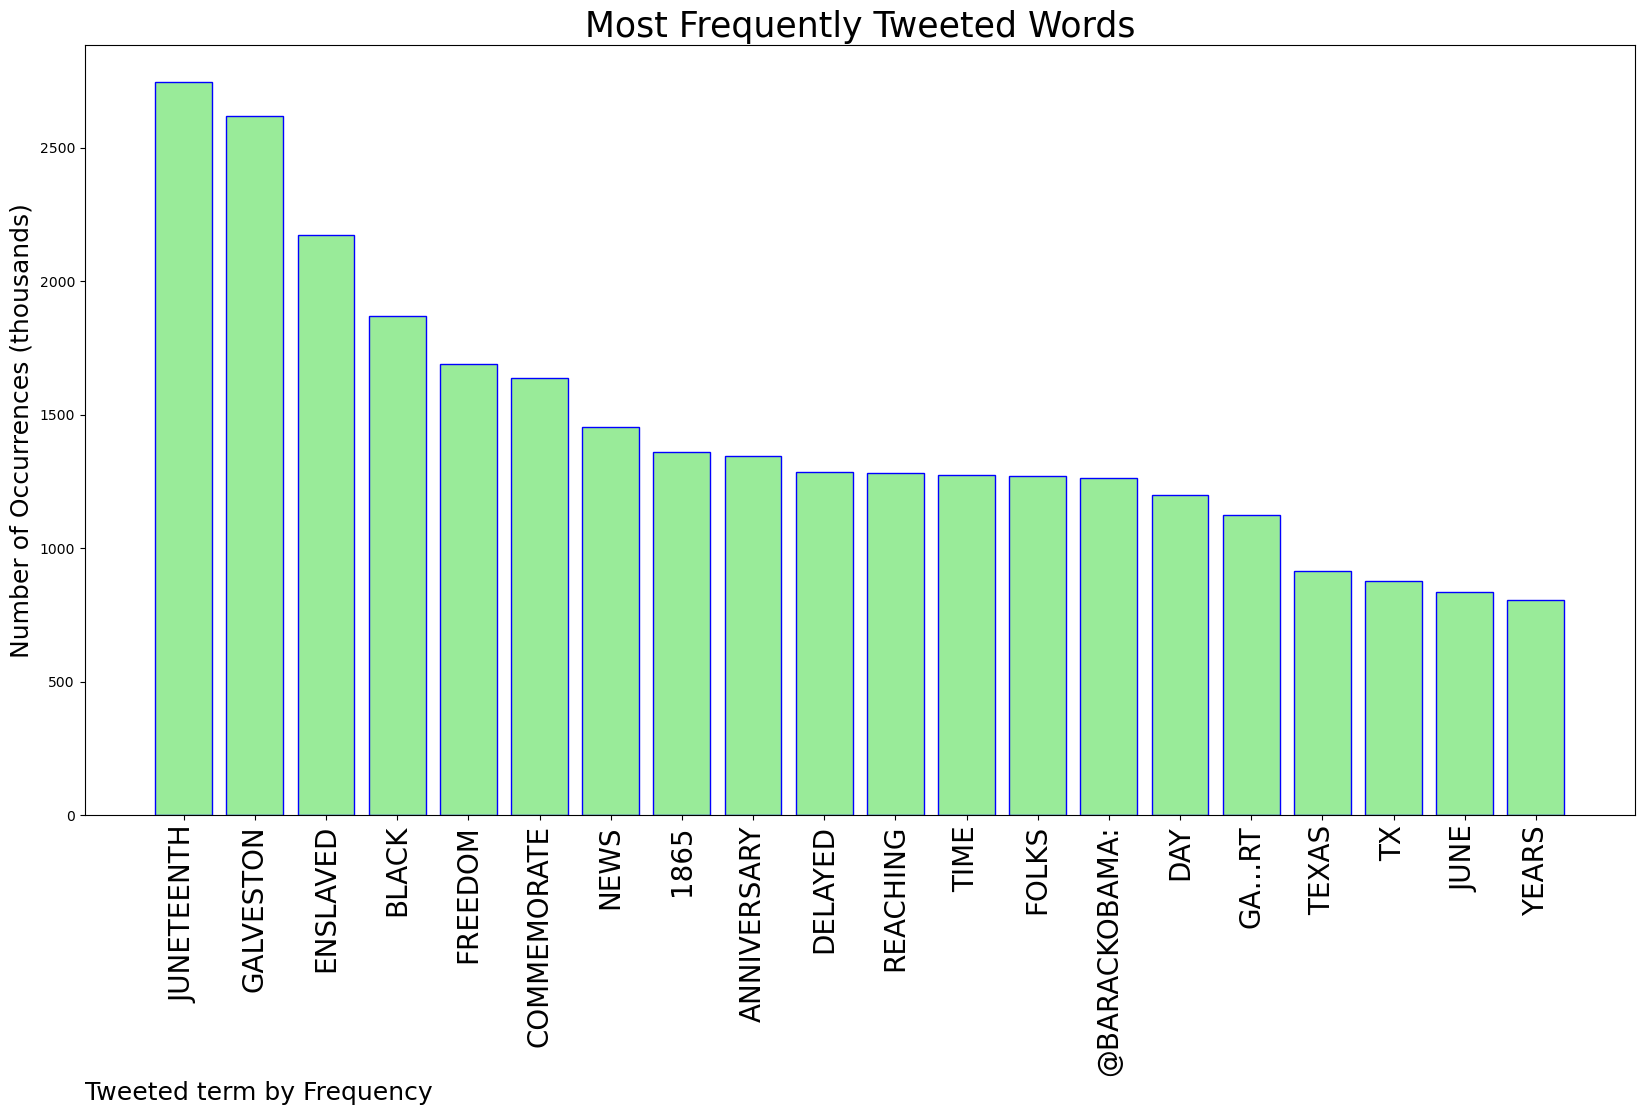 Most Frequently Tweeted Words
Number of Occurrences (thousands)
2500
2000
1500
1000
500
0
JUNETEENTH
GALVESTON
ENSLAVED
BLACK
FREEDOM
COMMEMORATE
NEWS
1865
ANNIVERSARY
DELAYED
REACHING
TIME
FOLKS
@BARACKOBAMA:
DAY
GA...RT
TEXAS
TX
JUNE
YEARS
Tweeted term by Frequency